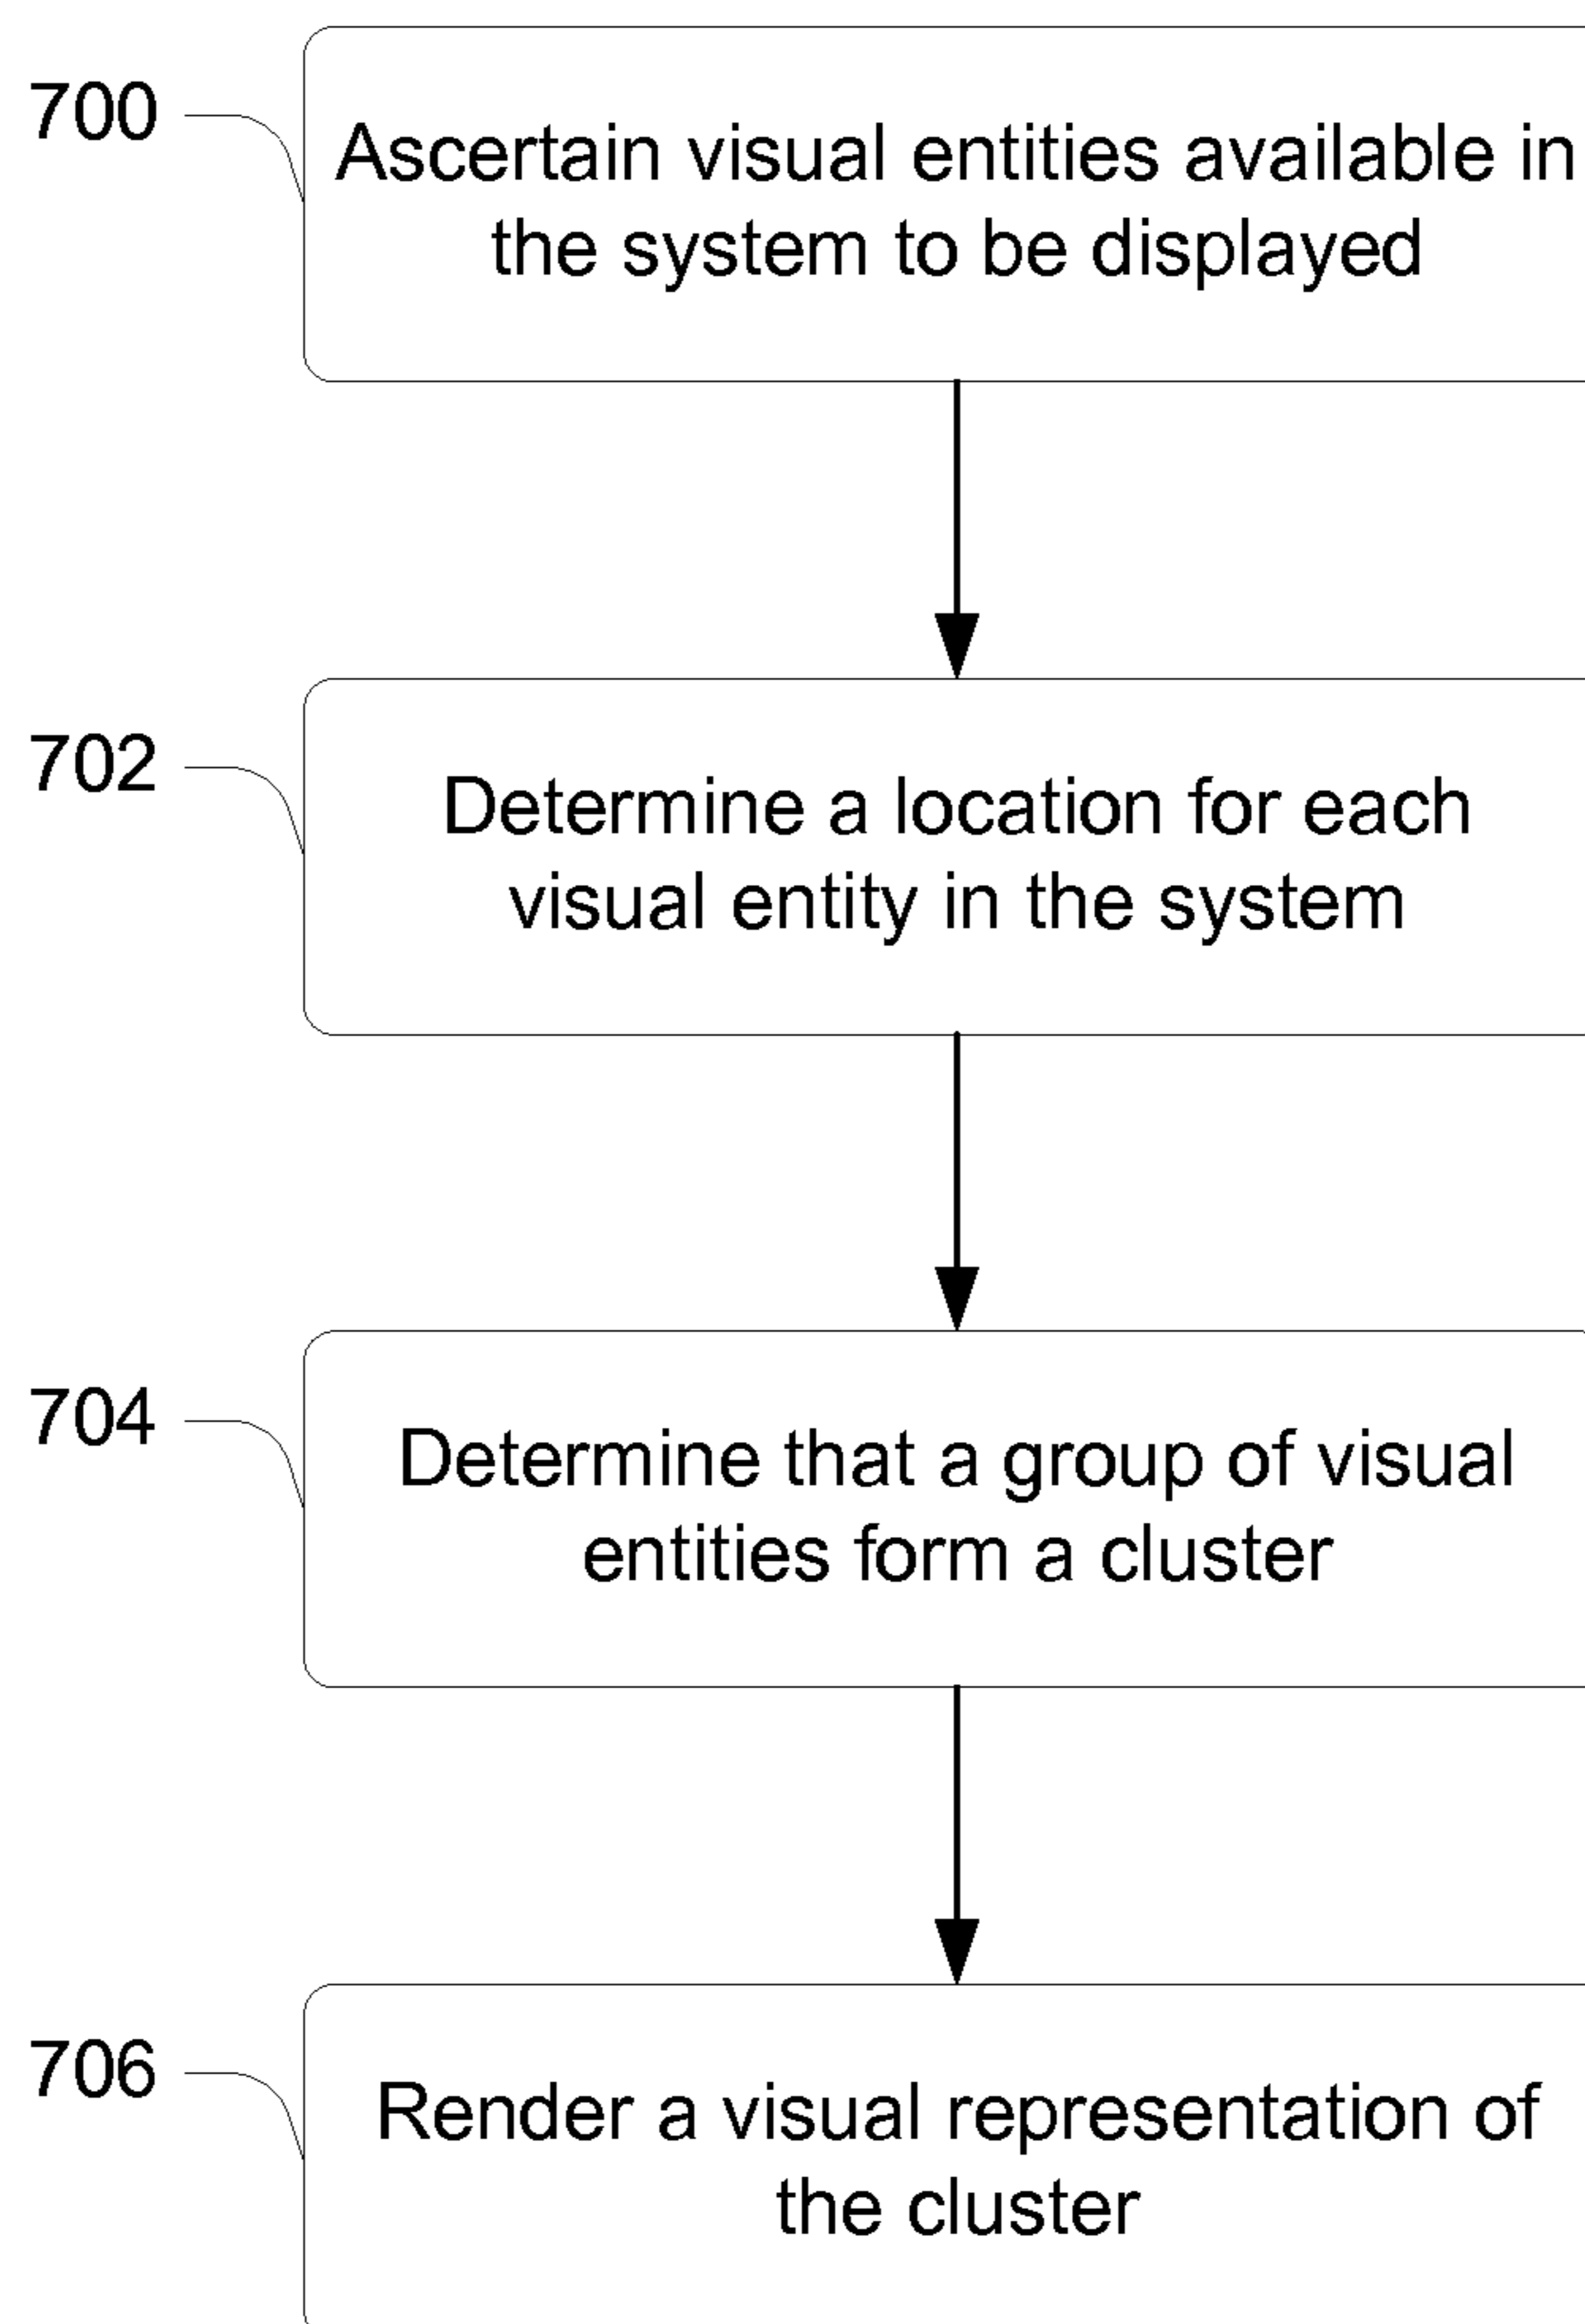 700
Ascertain visual entities available in
the system to be displayed
702
Determine a location for each
visual entity in the system
704
Determine that a group of visual
entities form a cluster
706
Render a visual representation of
the cluster